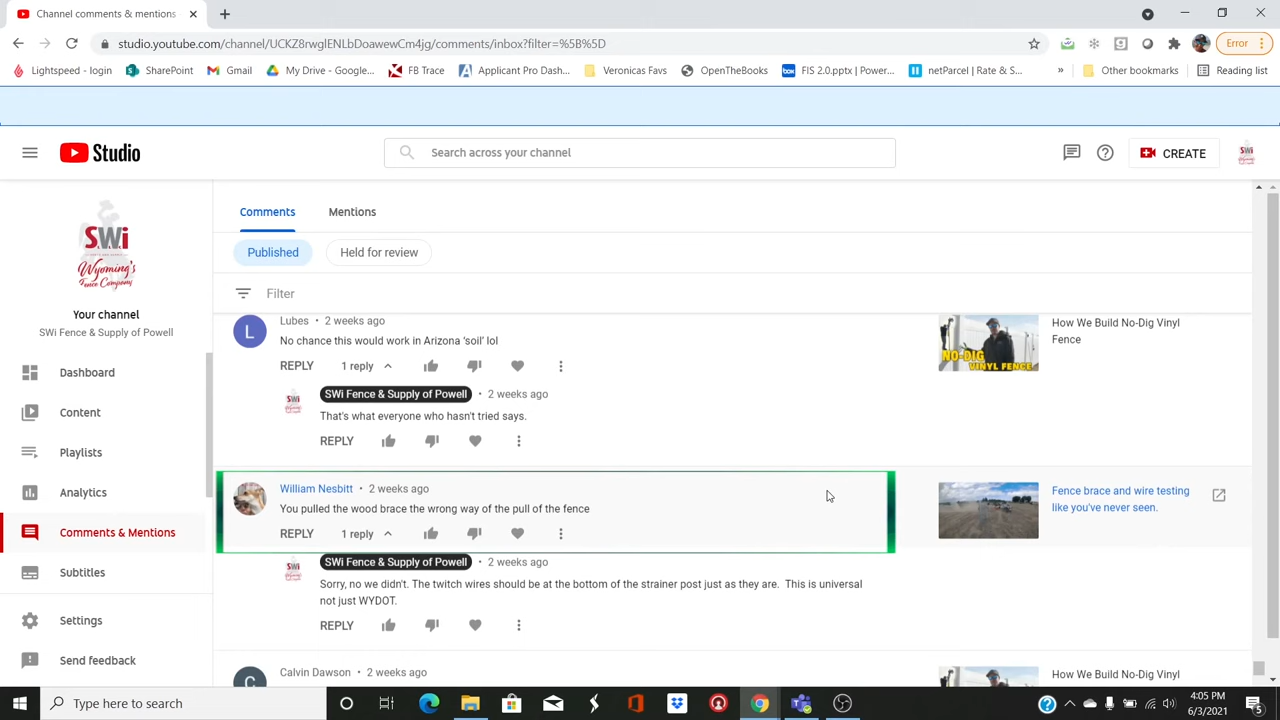 Channel comments & mentions
studio.youtube.com/channel/UCKZ8rwglENLbDqawewCm4jg/comments/inbox?filter=%5B%5D
Error
Lightspeed - login
SharePoint
Gmail
My Drive - Google...
FB Trace
Applicant Pro Dash...
Veronicas Favs
OpenTheBooks
box
FIS 2.0.pptx | Power...
netParcel | Rate & S...
»
Other bookmarks
Reading list
Studio
Search across your channel
CREATE
SWi
SWi
Wyoming's
Fence Company
Your channel
SWi Fence & Supply of Powell
Dashboard
Content
Playlists
Analytics
Comments & Mentions
Subtitles
Settings
Send feedback
Comments
Mentions
Published
Held for review
Filter
L
Lubes • 2 weeks ago
No chance this would work in Arizona ‘soil’ lol
REPLY
1 reply
NO-DIG
VINYL FENCE
How We Build No-Dig Vinyl
Fence
SWi Fence & Supply of Powell • 2 weeks ago
That's what everyone who hasn't tried says.
REPLY
William Nesbitt • 2 weeks ago
You pulled the wood brace the wrong way of the pull of the fence
REPLY
1 reply
Fence brace and wire testing
like you've never seen.
SWi Fence & Supply of Powell • 2 weeks ago
Sorry, no we didn't. The twitch wires should be at the bottom of the strainer post just as they are. This is universal
not just WYDOT.
REPLY
C
Calvin Dawson • 2 weeks ago
How We Build No-Dig Vinyl
Type here to search
4:05 PM
6/3/2021
5